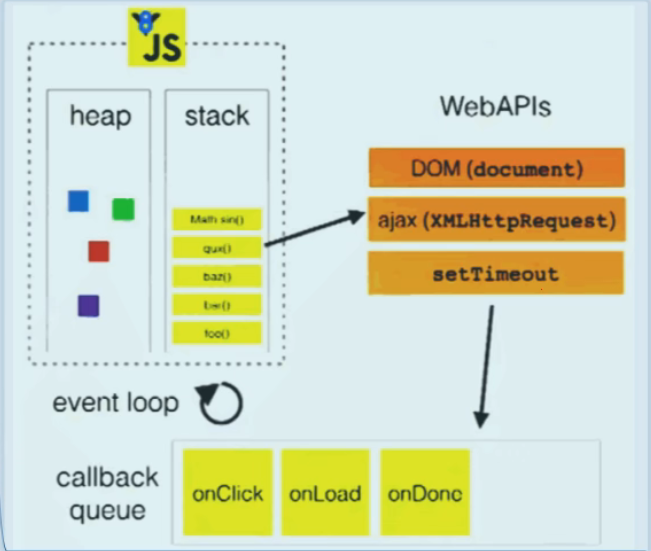 JS
heap
stack
WebAPIs
Math sin()
qux()
baz()
bar()
foo()
DOM (document)
ajax (XMLHttpRequest)
setTimeout
event loop
callback
queue
onClick
onLoad
onDone